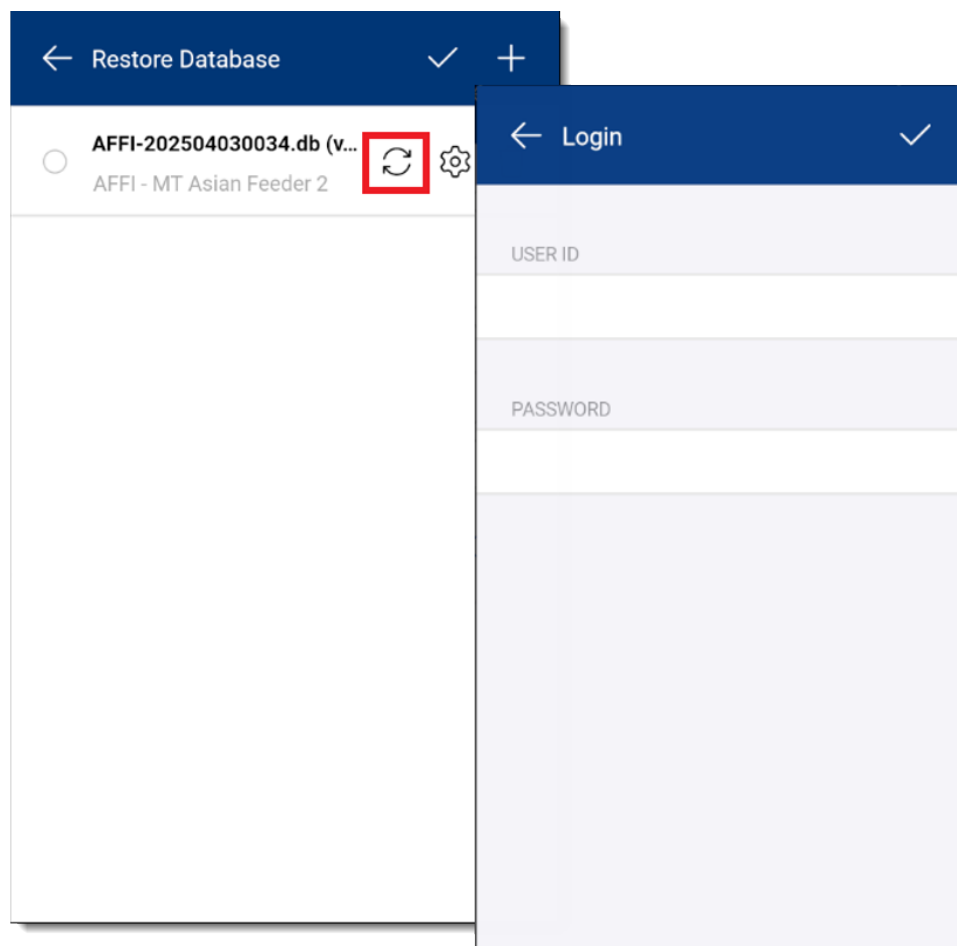 Restore Database
AFFI-202504030034.db (v...
AFFI - MT Asian Feeder 2
Login
USER ID
PASSWORD